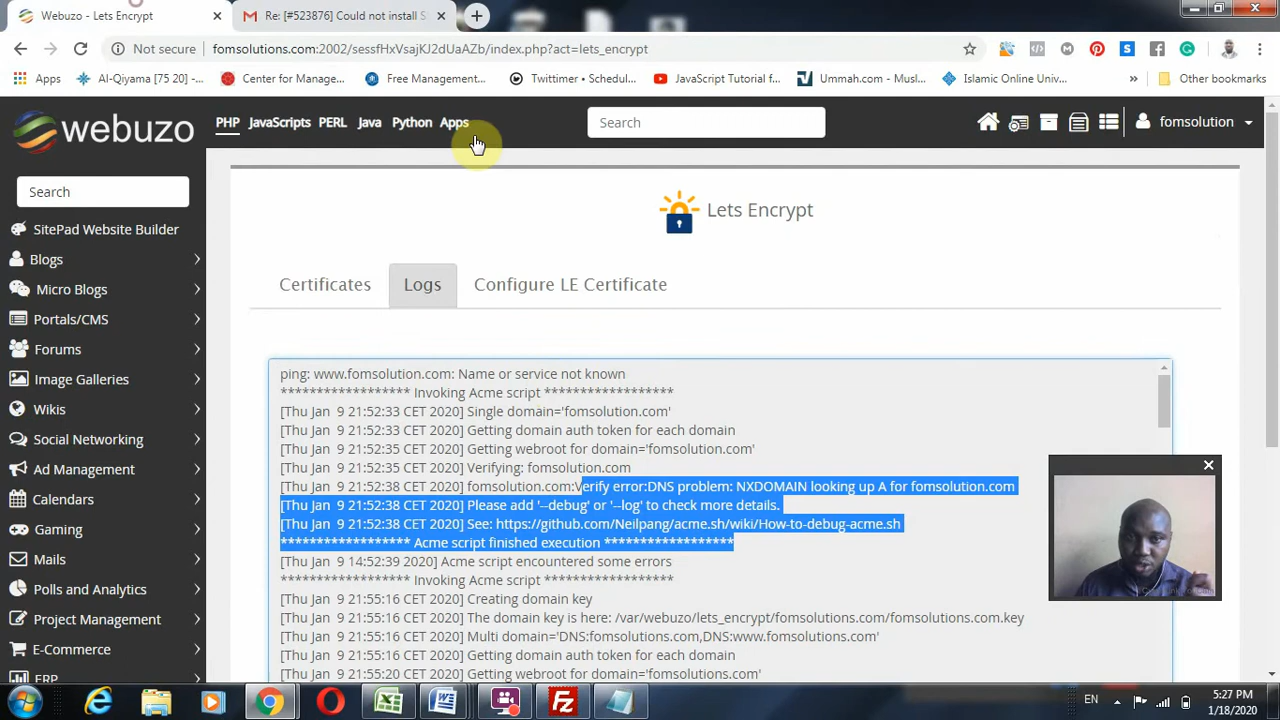 Webuzo - Lets Encrypt
Re: [#523876] Could not install S
Not secure
fomsolutions.com:2002/sessfHxVsajKJ2dUaAZb/index.php?act=lets_encrypt
Apps
Al-Qiyama [75 20] -...
Center for Manage...
Free Management...
Twittimer • Schedul...
JavaScript Tutorial f...
Ummah.com - Musl...
Islamic Online Univ...
»
Other bookmarks
webuzo
PHP
JavaScripts
PERL
Java
Python
Apps
Search
fomsolution
Search
SitePad Website Builder
Blogs
Micro Blogs
Portals/CMS
Forums
Image Galleries
Wikis
Social Networking
Ad Management
Calendars
Gaming
Mails
Polls and Analytics
Project Management
E-Commerce
ERP
Lets Encrypt
Certificates
Logs
Configure LE Certificate
ping: www.fomsolution.com: Name or service not known
***************** Invoking Acme script *****************
[Thu Jan 9 21:52:33 CET 2020] Single domain='fomsolution.com'
[Thu Jan 9 21:52:33 CET 2020] Getting domain auth token for each domain
[Thu Jan 9 21:52:35 CET 2020] Getting webroot for domain='fomsolution.com'
[Thu Jan 9 21:52:35 CET 2020] Verifying: fomsolution.com
[Thu Jan 9 21:52:38 CET 2020] fomsolution.com:Verify error:DNS problem: NXDOMAIN looking up A for fomsolution.com
[Thu Jan 9 21:52:38 CET 2020] Please add '--debug' or '--log' to check more details.
[Thu Jan 9 21:52:38 CET 2020] See: https://github.com/Neilpang/acme.sh/wiki/How-to-debug-acme.sh
***************** Acme script finished execution *****************
[Thu Jan 9 14:52:39 2020] Acme script encountered some errors
***************** Invoking Acme script *****************
[Thu Jan 9 21:55:16 CET 2020] Creating domain key
[Thu Jan 9 21:55:16 CET 2020] The domain key is here: /var/webuzo/lets_encrypt/fomsolutions.com/fomsolutions.com.key
[Thu Jan 9 21:55:16 CET 2020] Multi domain='DNS:fomsolutions.com,DNS:www.fomsolutions.com'
[Thu Jan 9 21:55:16 CET 2020] Getting domain auth token for each domain
[Thu Jan 9 21:55:20 CET 2020] Getting webroot for domain='fomsolutions.com'
EN
5:27 PM
1/18/2020